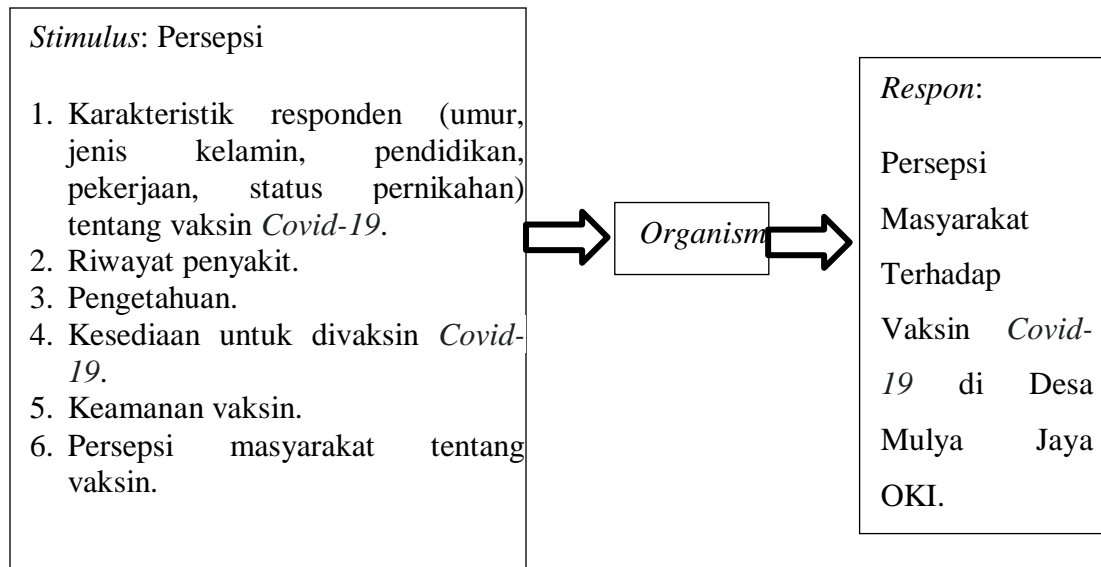 Stimulus: Persepsi
1. Karakteristik responden (umur,
jenis kelamin, pendidikan,
pekerjaan, status pernikahan)
tentang vaksin Covid-19.
2. Riwayat penyakit.
3. Pengetahuan.
4. Kesediaan untuk divaksin Covid-
19.
5. Keamanan vaksin.
6. Persepsi masyarakat tentang
vaksin.
Organism
Respon:
Persepsi
Masyarakat
Terhadap
Vaksin Covid-
19 di Desa
Mulya Jaya
OKI.